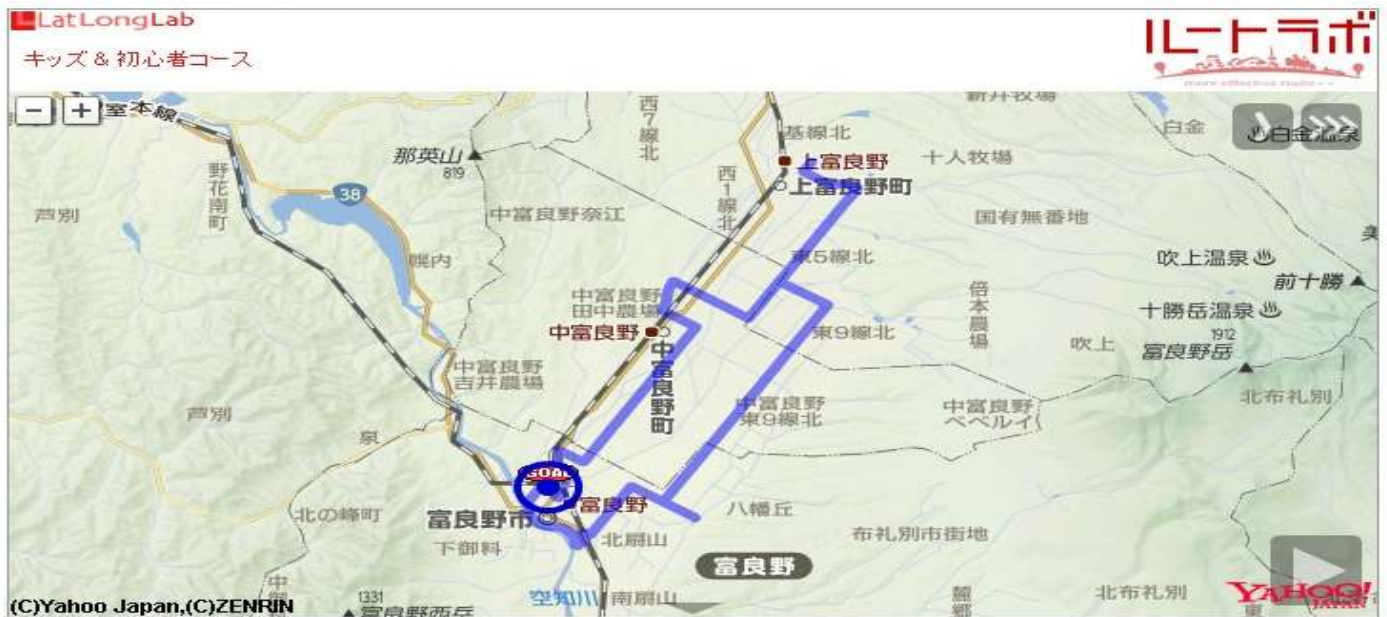 LatLongLab
キッズ & 初心者コース
ルートラボ
more effective route
室本線
西7線北
新井牧場
基線北
白金
白金温泉
那英山
819
上富良野
十人牧場
野花南町
38
西1線北
上富良野町
芦別
中富良野奈江
国有無番地
幌内
東5線北
吹上温泉
前十勝
中富良野
田中農場
倍本農場
十勝岳温泉
中富良野
東9線北
吹上
1912
富良野岳
中富良野町
中富良野
吉井農場
北布礼別
芦別
中富良野
東9線北
中富良野
ベベルイ
泉
GOAL
北の峰町
富良野市
富良野
八幡丘
下御料
北扇山
布礼別市街地
富良野
1331
富良野西岳
空知川
南扇山
麓郷
北布礼別
東
(C)Yahoo Japan,(C)ZENRIN
YAHOO!
JAPAN